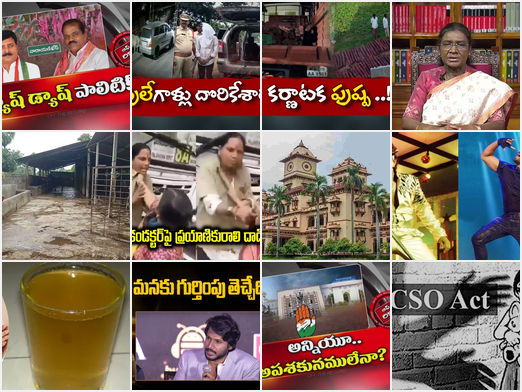 డ్యాష్ పాలిటిక్
దొరికేశా
కర్ణాటక పుష్ప ..!
కండక్టర్‌పై ప్రయాణికురాలి దాడి
మనకు గుర్తింపు తెచ్చే
అన్నియూ..
అపశకునములేనా?
CSO Act